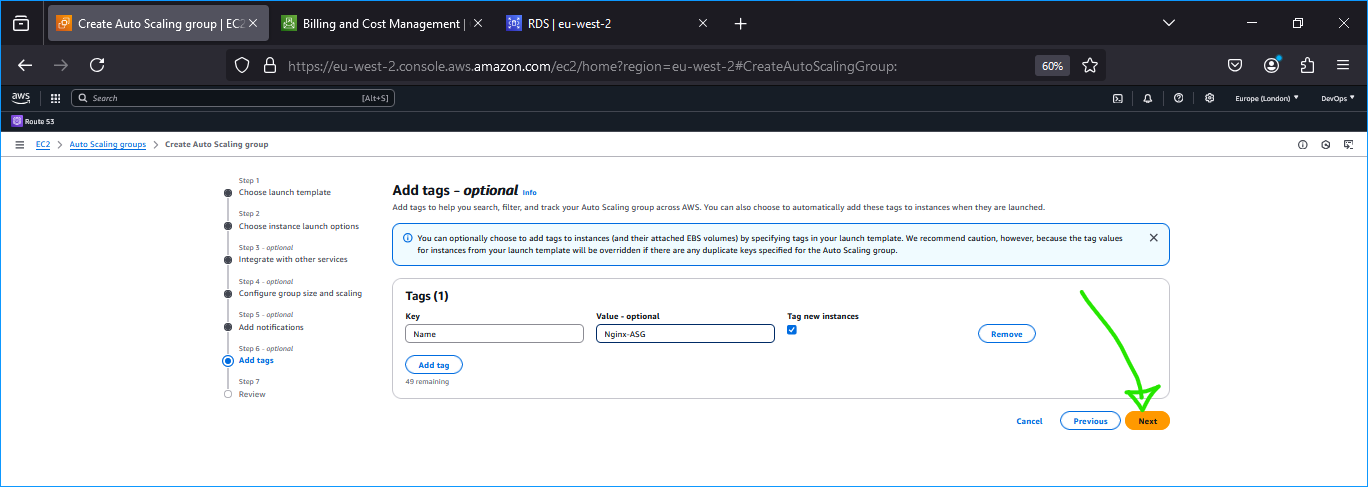 Create Auto Scaling group | EC2
Billing and Cost Management |
RDS | eu-west-2
https://eu-west-2.console.aws.amazon.com/ec2/home?region=eu-west-2#CreateAutoScalingGroup:
60%
aws
Search
[Alt+S]
Europe (London)
DevOps
Route 53
EC2
Auto Scaling groups
Create Auto Scaling group
Step 1
Choose launch template
Step 2
Choose instance launch options
Step 3 - optional
Integrate with other services
Step 4 - optional
Configure group size and scaling
Step 5 - optional
Add notifications
Step 6 - optional
Add tags
Step 7
Review
Add tags - optional Info
Add tags to help you search, filter, and track your Auto Scaling group across AWS. You can also choose to automatically add these tags to instances when they are launched.
You can optionally choose to add tags to instances (and their attached EBS volumes) by specifying tags in your launch template. We recommend caution, however, because the tag values
for instances from your launch template will be overridden if there are any duplicate keys specified for the Auto Scaling group.
Tags (1)
Key
Value - optional
Tag new instances
Name
Nginx-ASG
Remove
Add tag
49 remaining
Cancel
Previous
Next